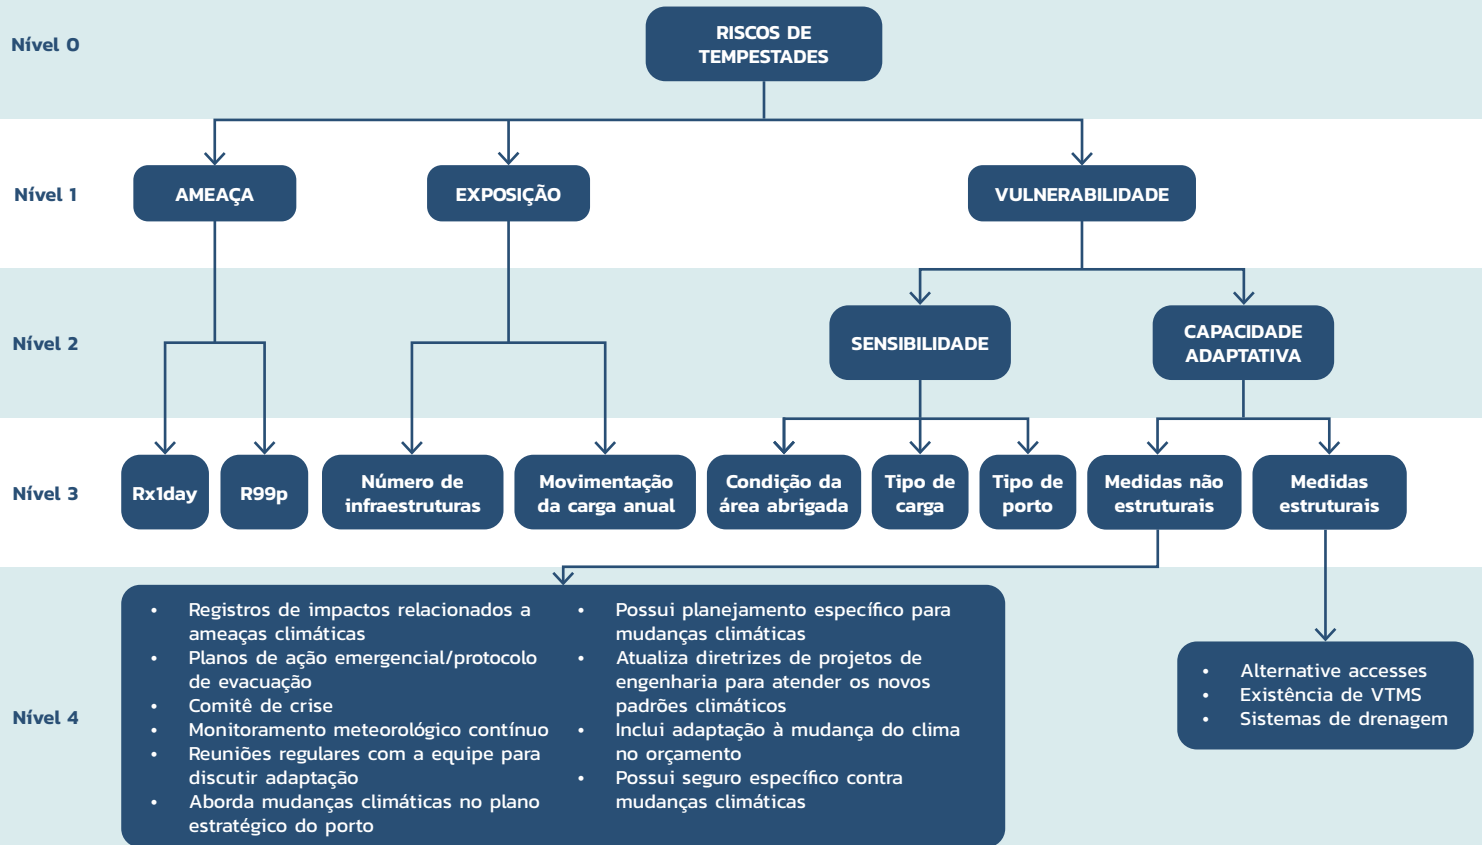 Nível 0
RISCOS DE
TEMPESTADES
Nível 1
AMEAÇA
EXPOSIÇÃO
VULNERABILIDADE
Nível 2
SENSIBILIDADE
CAPACIDADE
ADAPTATIVA
Nível 3
Rx1day
R99p
Número de
infraestruturas
Movimentação
da carga anual
Condição da
área abrigada
Tipo de
carga
Tipo de
porto
Medidas não
estruturais
Medidas
estruturais
Nível 4
• Registros de impactos relacionados a
ameaças climáticas
• Planos de ação emergencial/protocolo
de evacuação
• Comitê de crise
• Monitoramento meteorológico contínuo
• Reuniões regulares com a equipe para
discutir adaptação
• Aborda mudanças climáticas no plano
estratégico do porto
• Possui planejamento específico para
mudanças climáticas
• Atualiza diretrizes de projetos de
engenharia para atender os novos
padrões climáticos
• Inclui adaptação à mudança do clima
no orçamento
• Possui seguro específico contra
mudanças climáticas
• Alternative accesses
• Existência de VTMS
• Sistemas de drenagem